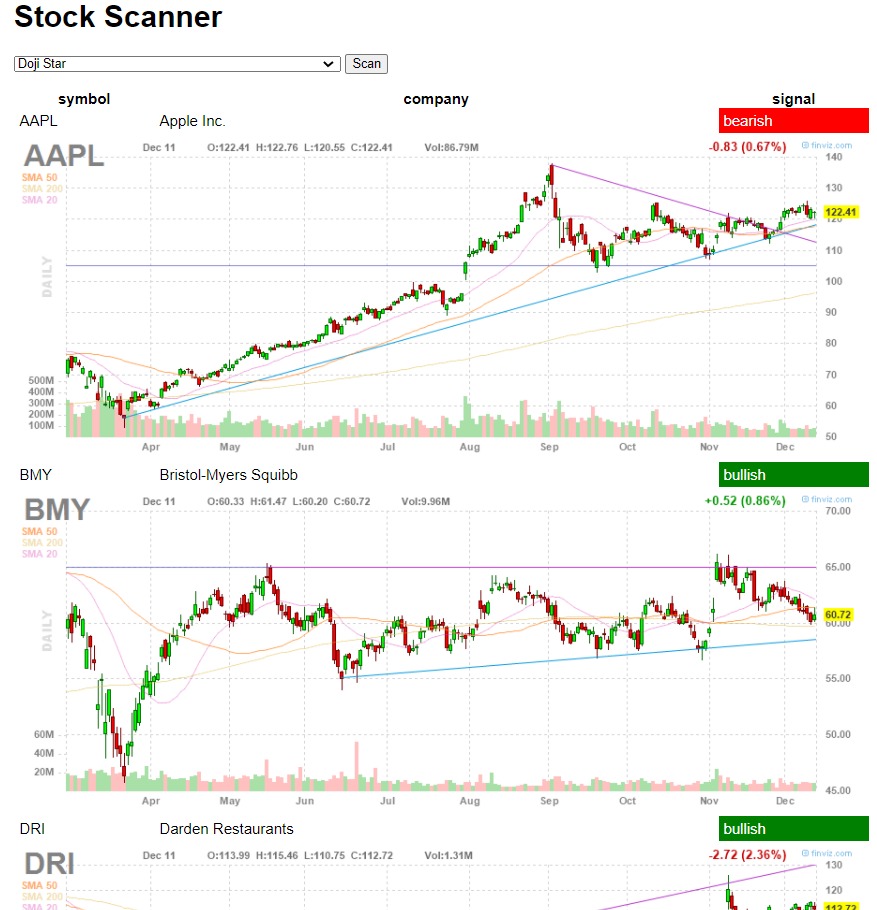 Stock Scanner
Doji Star Scan
symbol company signal
AAPL Apple Inc. bearish
AAPL Dec 11 O:122.41 H:122.76 L:120.55 C:122.41 Vol:86.79M -0.83 (0.67%) © finviz.com
SMA 50
SMA 200
SMA 20
140
130
122.41
120
110
100
90
80
70
60
50
DAILY
500M
400M
300M
200M
100M
Apr May Jun Jul Aug Sep Oct Nov Dec
BMY Bristol-Myers Squibb bullish
BMY Dec 11 O:60.33 H:61.47 L:60.20 C:60.72 Vol:9.96M +0.52 (0.86%) © finviz.com
SMA 50
SMA 200
SMA 20
70.00
65.00
60.72
60.00
55.00
50.00
45.00
DAILY
60M
40M
20M
Apr May Jun Jul Aug Sep Oct Nov Dec
DRI Darden Restaurants bullish
DRI Dec 11 O:113.99 H:115.46 L:110.75 C:112.72 Vol:1.31M -2.72 (2.36%) © finviz.com
SMA 50
SMA 200
SMA 20
130
120
112.72